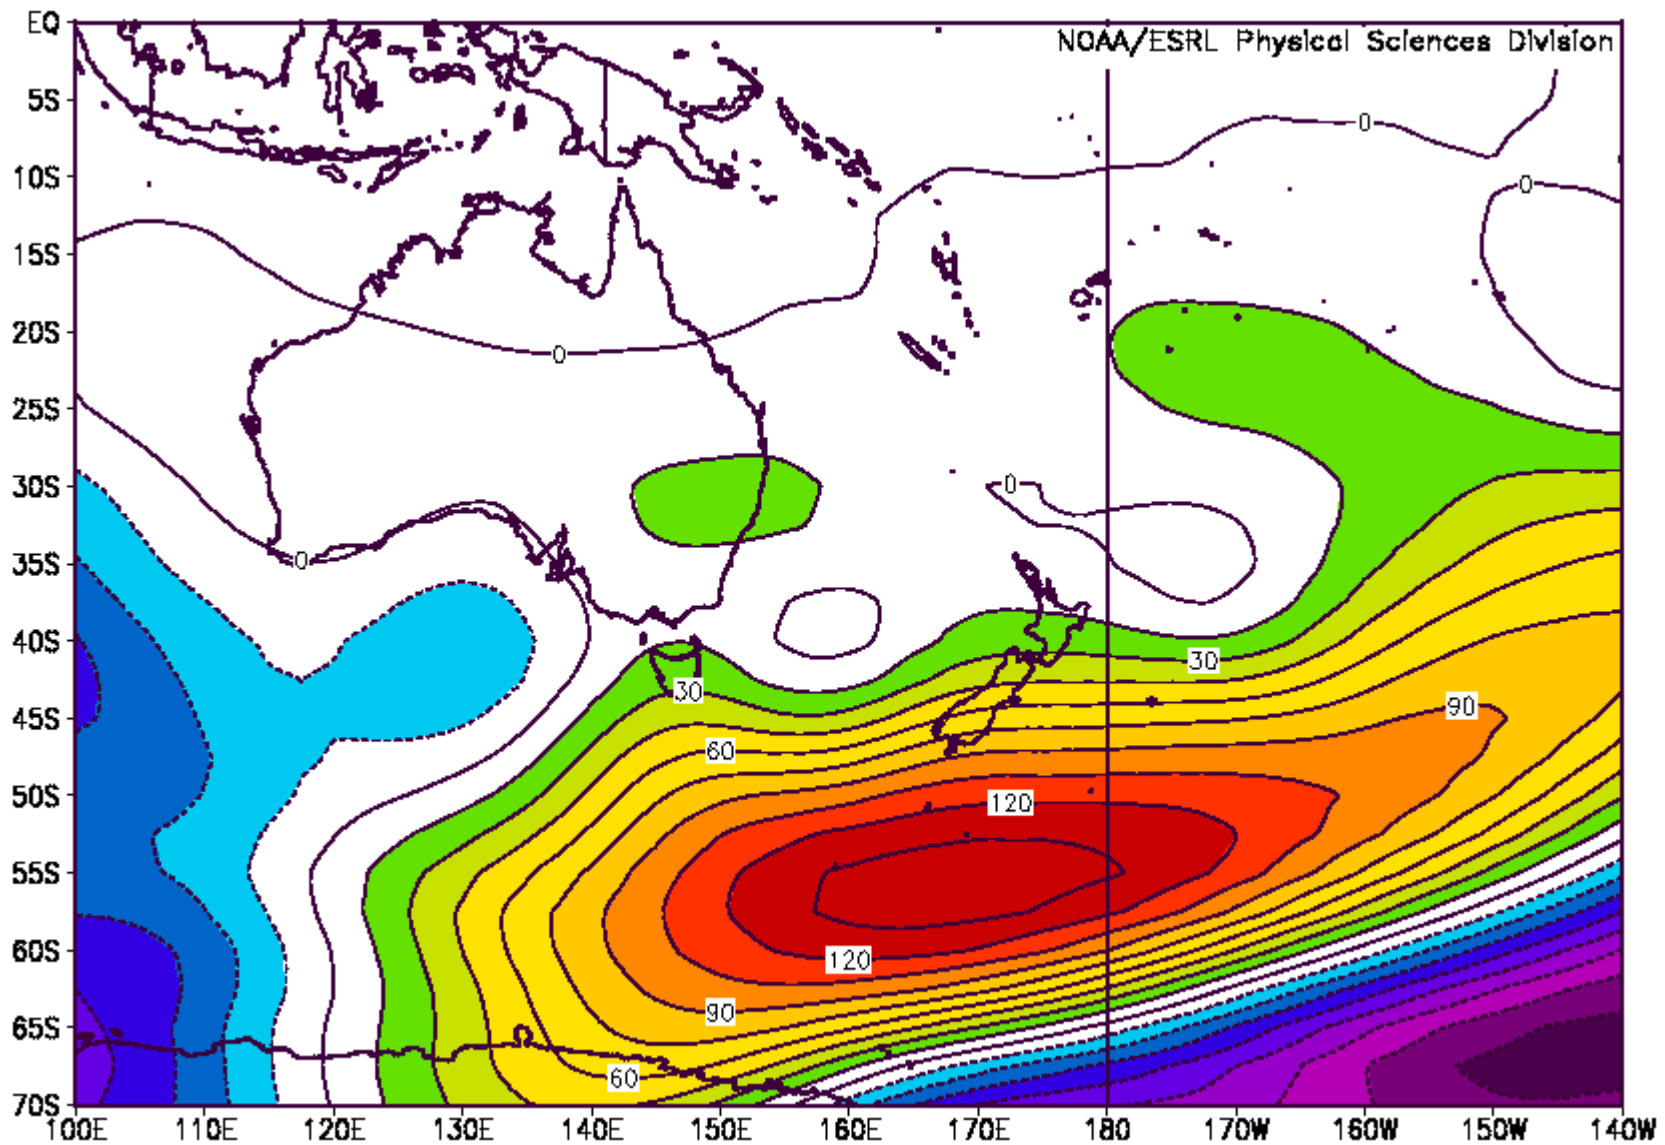 EQ
NOAA/ESRL Physical Sciences Division
5S
0
10S
0
15S
20S
0
25S
30S
0
35S
0
40S
30
30
45S
90
60
50S
120
55S
60S
120
65S
90
60
70S
100E 110E 120E 130E 140E 150E 160E 170E 180 170W 160W 150W 140W